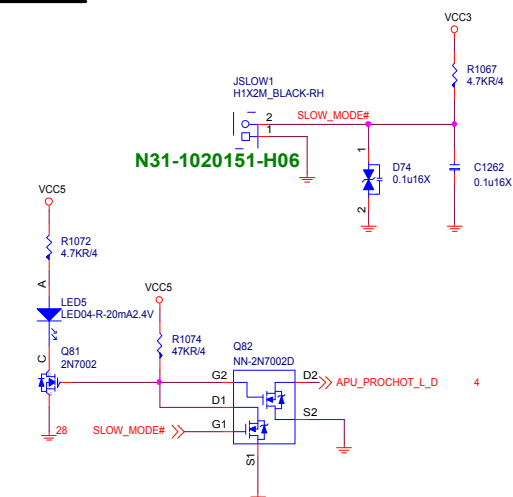 VCC3
R1067
4.7KR/4
JSLOW1
H1X2M_BLACK-RH
2
SLOW_MODE#
1
N31-1020151-H06
1
D74
0.1u16X
2
C1262
0.1u16X
VCC5
R1072
4.7KR/4
A
LED5
LED04-R-20mA2.4V
C
Q81
2N7002
28
VCC5
R1074
47KR/4
Q82
NN-2N7002D
G2
D2
APU_PROCHOT_L_D
4
D1
S2
SLOW_MODE#
G1
S1